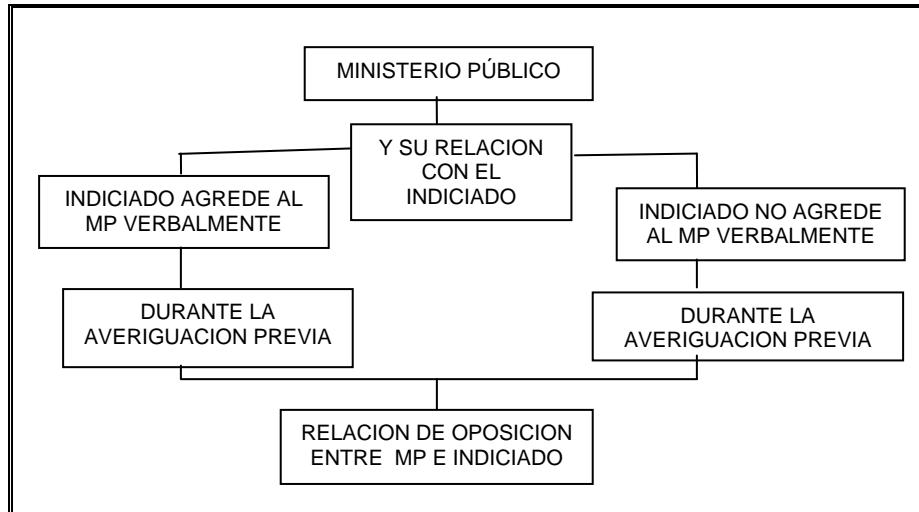 MINISTERIO PÚBLICO
Y SU RELACION
CON EL
INDICIADO
INDICIADO AGREDE AL
MP VERBALMENTE
INDICIADO NO AGREDE
AL MP VERBALMENTE
DURANTE LA
AVERIGUACION PREVIA
DURANTE LA
AVERIGUACION PREVIA
RELACION DE OPOSICION
ENTRE MP E INDICIADO